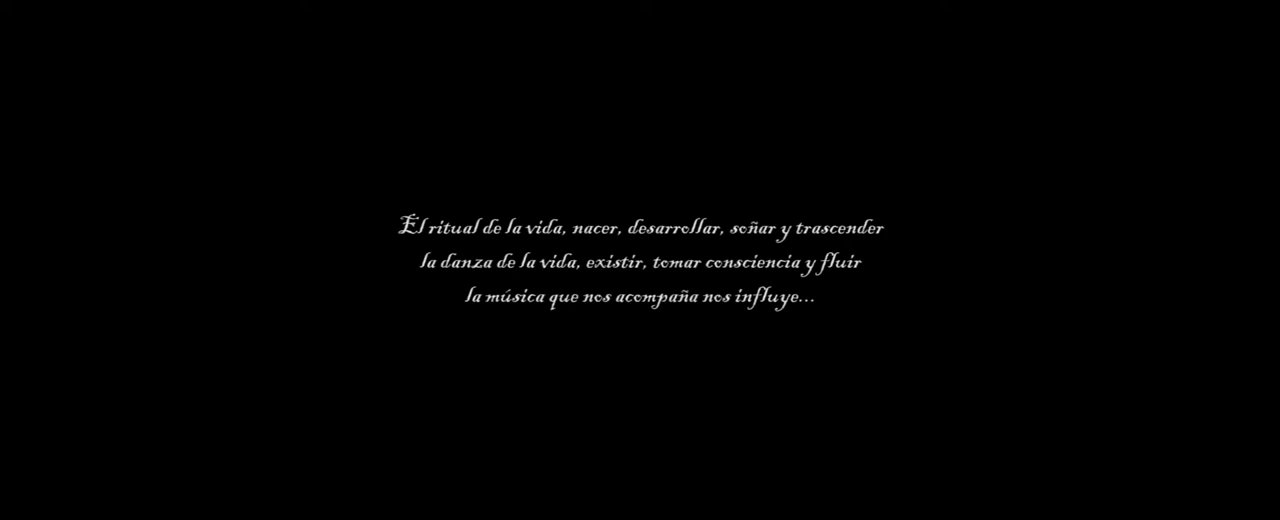 El ritual de la vida, nacer, desarrollar, soñar y trascender
la danza de la vida, existir, tomar consciencia y fluir
la música que nos acompaña nos influye...